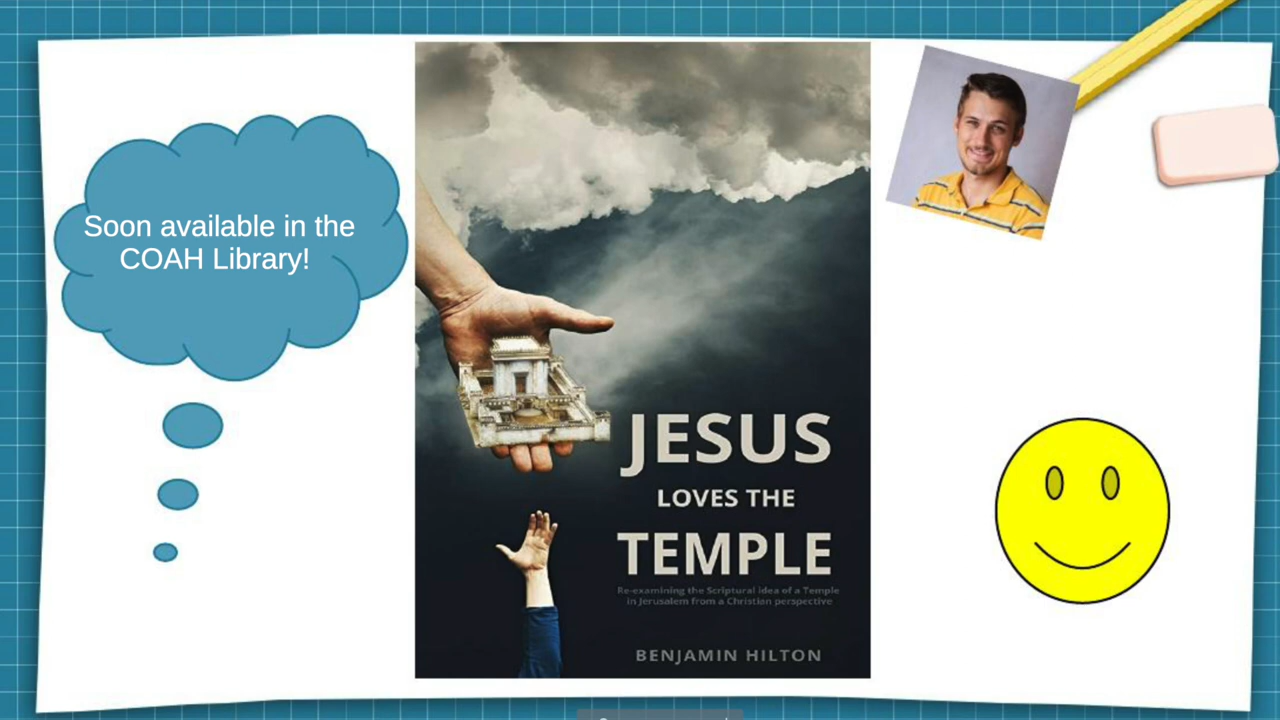 Soon available in the
COAH Library!
JESUS
LOVES THE
TEMPLE
Re-examining the Scriptural idea of a Temple
in Jerusalem from a Christian perspective
BENJAMIN HILTON